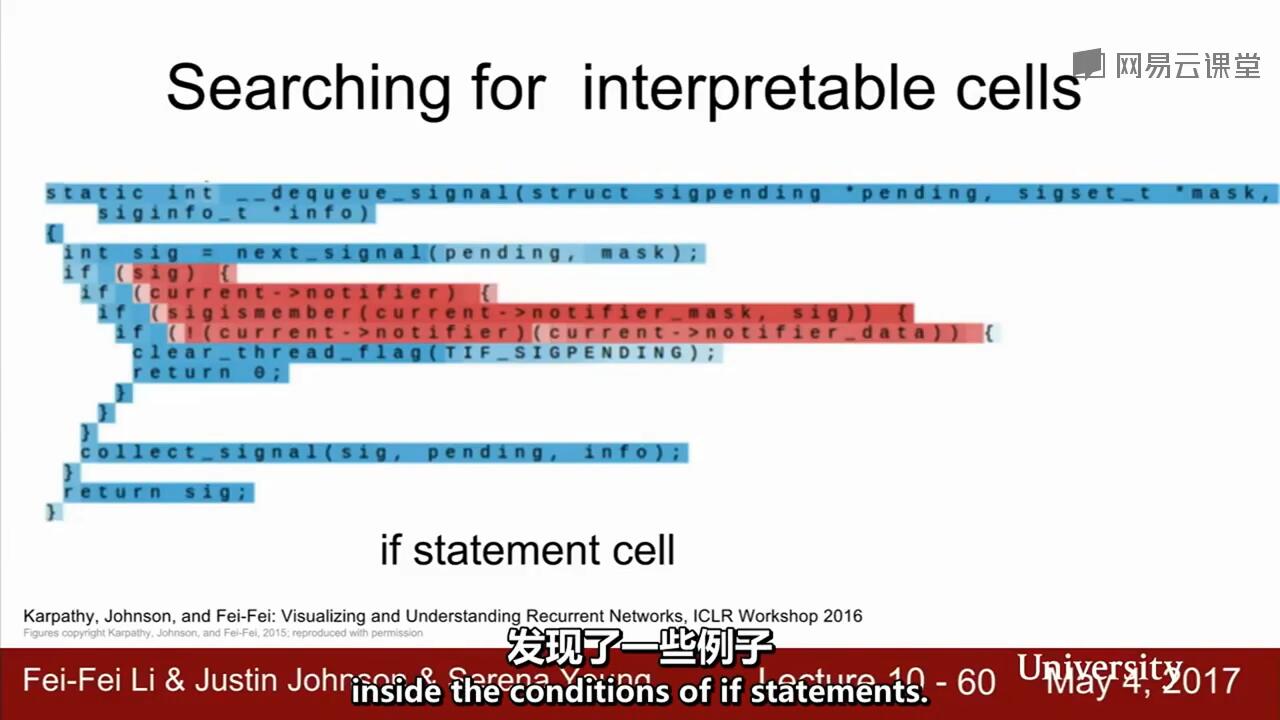 网易云课堂
Searching for interpretable cells
static int __dequeue_signal(struct sigpending *pending, sigset_t *mask,
siginfo_t *info)
{
int sig = next_signal(pending, mask);
if (sig) {
if (current->notifier) {
if (sigismember(current->notifier_mask, sig)) {
if (!(current->notifier)(current->notifier_data)) {
clear_thread_flag(TIF_SIGPENDING);
return 0;
}
}
}
collect_signal(sig, pending, info);
}
return sig;
}
if statement cell
Karpathy, Johnson, and Fei-Fei: Visualizing and Understanding Recurrent Networks, ICLR Workshop 2016
Figures copyright Karpathy, Johnson, and Fei-Fei, 2015; reproduced with permission
发现了一些例子
Fei-Fei Li & Justin Johnson & Serena Yeung Lecture 10 - 60 May 4, 2017
University
inside the conditions of if statements.